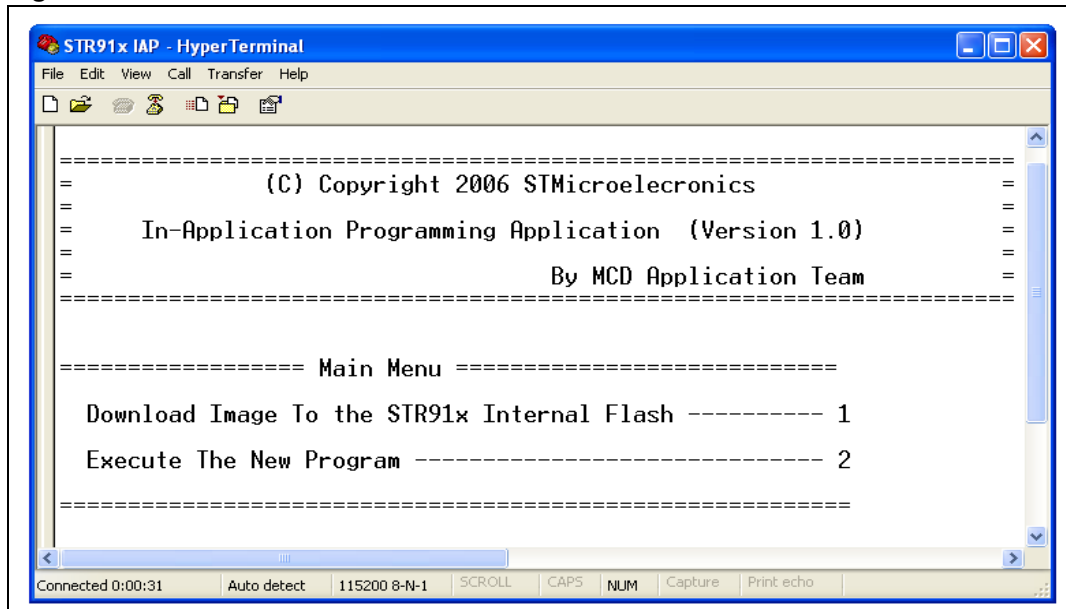 STR91x IAP - HyperTerminal
File Edit View Call Transfer Help
======================================================================
= (C) Copyright 2006 STMicroelecronics =
= =
= In-Application Programming Application (Version 1.0) =
= =
= By MCD Application Team =
======================================================================
================== Main Menu ============================
Download Image To the STR91x Internal Flash ---------- 1
Execute The New Program ------------------------------ 2
==========================================================
Connected 0:00:31 Auto detect 115200 8-N-1 SCROLL CAPS NUM Capture Print echo